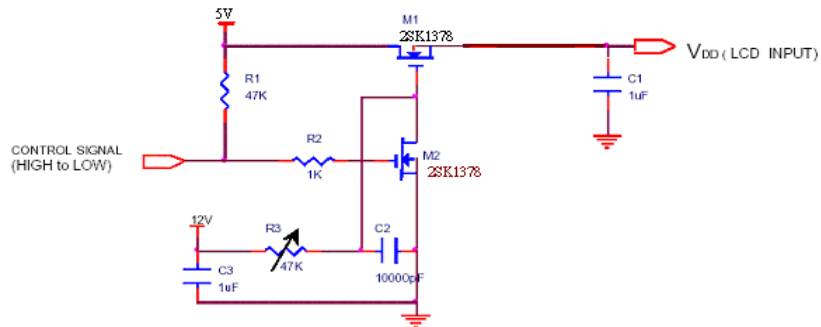 5V
M1
2SK1378
VDD ( LCD INPUT)
R1
47K
C1
1uF
CONTROL SIGNAL
(HIGH to LOW)
R2
1K
M2
2SK1378
12V
R3
47K
C2
10000pF
C3
1uF